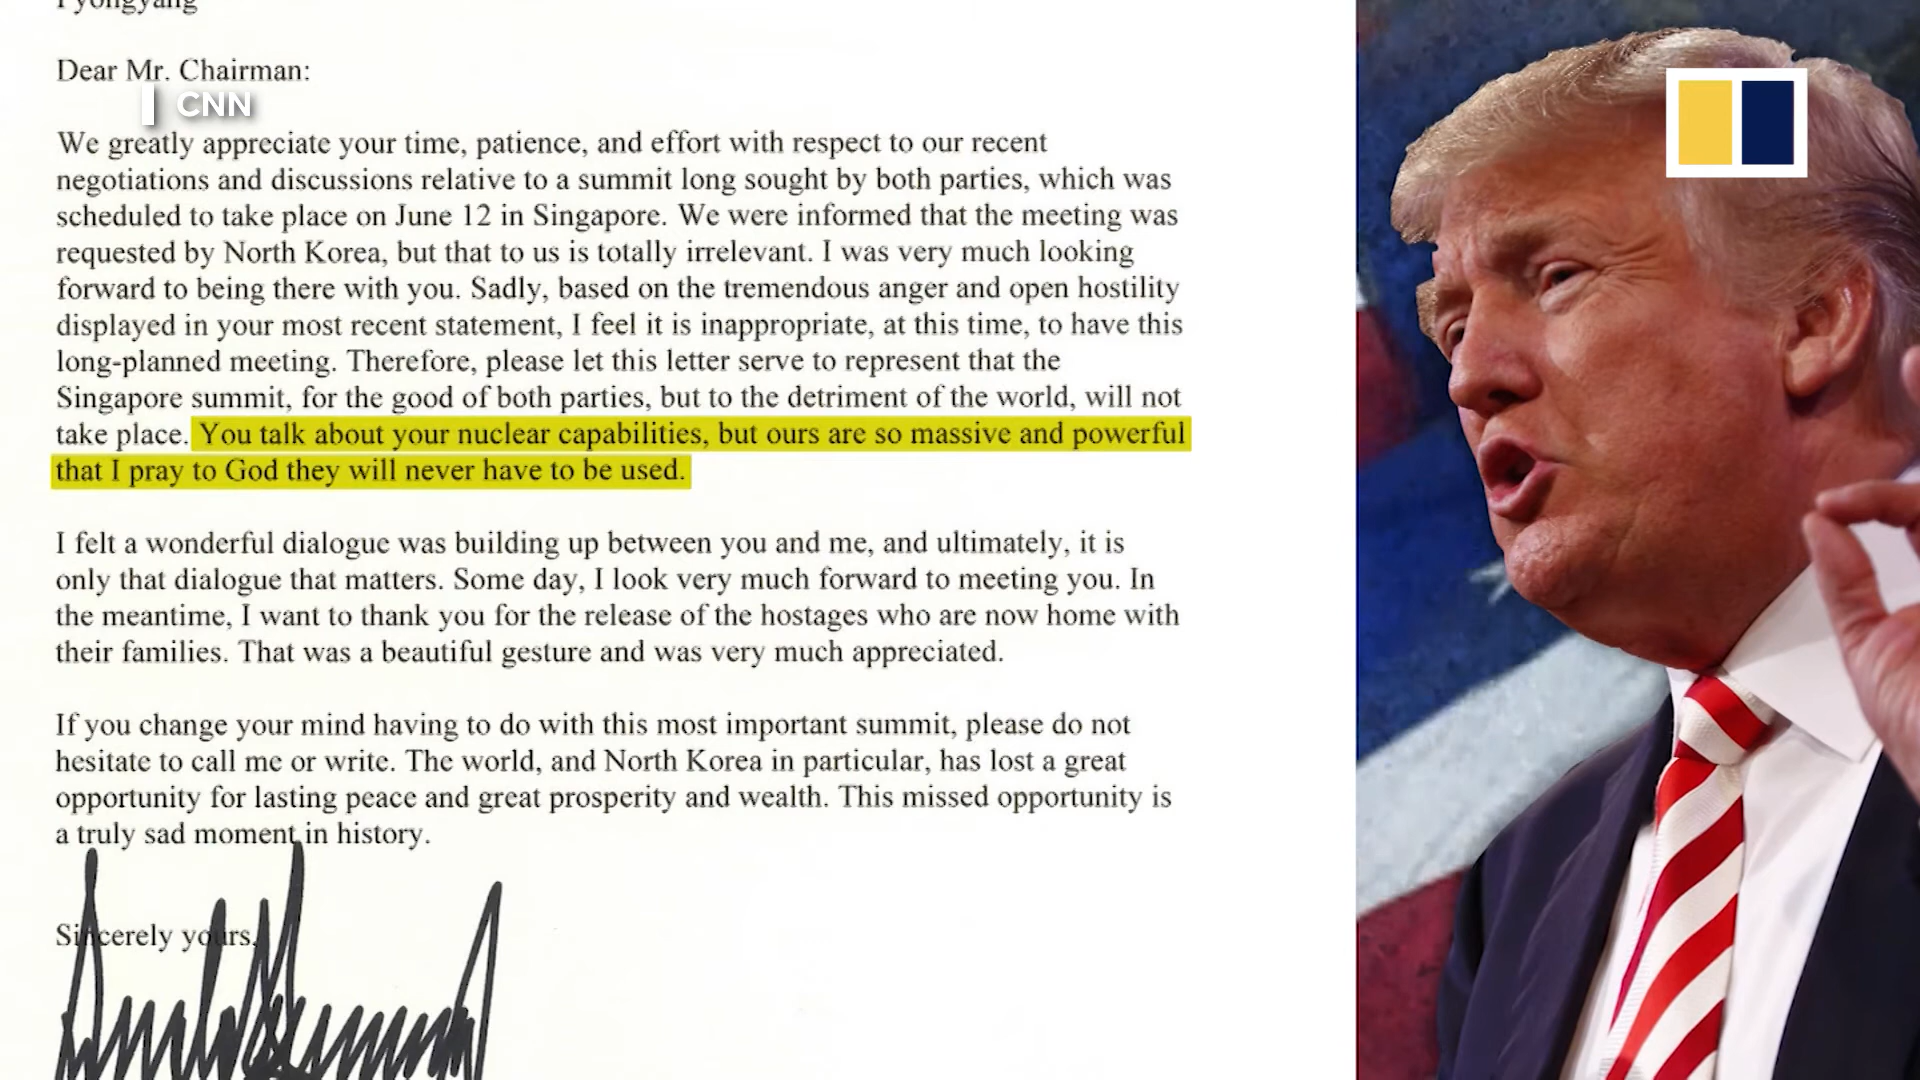 Pyongyang
Dear Mr. Chairman:
CNN
We greatly appreciate your time, patience, and effort with respect to our recent
negotiations and discussions relative to a summit long sought by both parties, which was
scheduled to take place on June 12 in Singapore. We were informed that the meeting was
requested by North Korea, but that to us is totally irrelevant. I was very much looking
forward to being there with you. Sadly, based on the tremendous anger and open hostility
displayed in your most recent statement, I feel it is inappropriate, at this time, to have this
long-planned meeting. Therefore, please let this letter serve to represent that the
Singapore summit, for the good of both parties, but to the detriment of the world, will not
take place. You talk about your nuclear capabilities, but ours are so massive and powerful
that I pray to God they will never have to be used.
I felt a wonderful dialogue was building up between you and me, and ultimately, it is
only that dialogue that matters. Some day, I look very much forward to meeting you. In
the meantime, I want to thank you for the release of the hostages who are now home with
their families. That was a beautiful gesture and was very much appreciated.
If you change your mind having to do with this most important summit, please do not
hesitate to call me or write. The world, and North Korea in particular, has lost a great
opportunity for lasting peace and great prosperity and wealth. This missed opportunity is
a truly sad moment in history.
Sincerely yours,